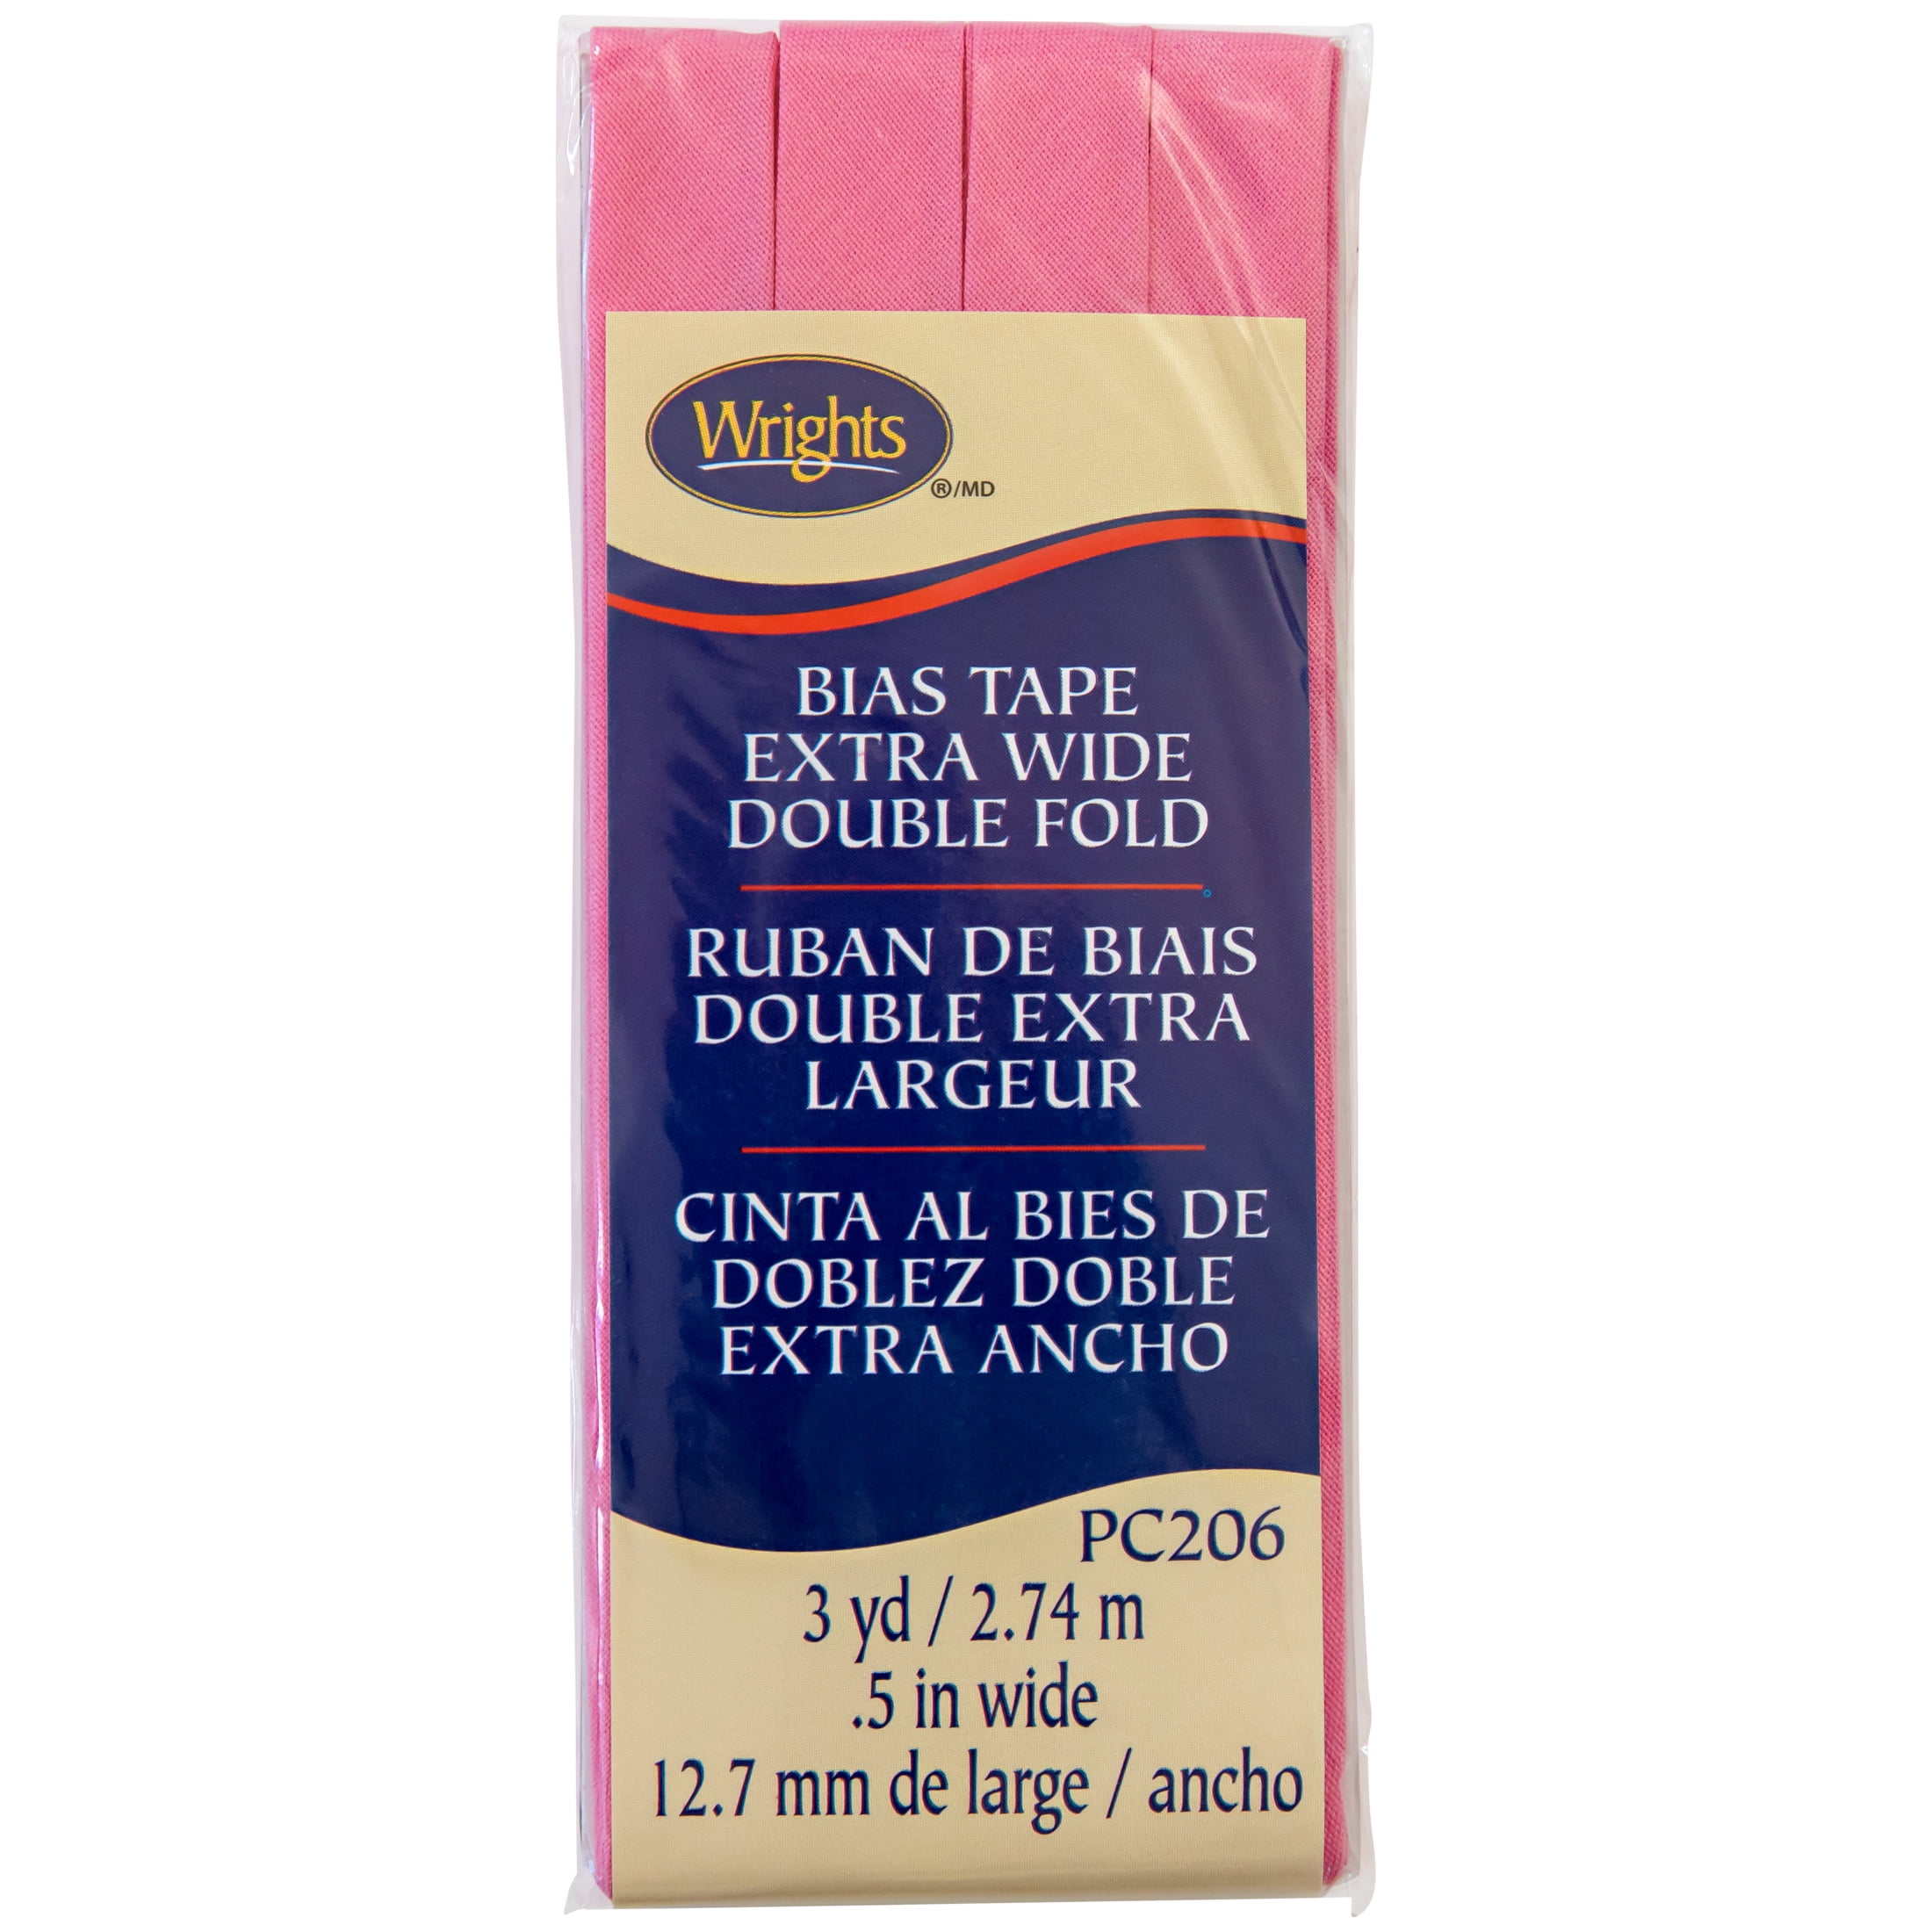 Wrights
®/MD
BIAS TAPE
EXTRA WIDE
DOUBLE FOLD
RUBAN DE BIAIS
DOUBLE EXTRA
LARGEUR
CINTA AL BIES DE
DOBLEZ DOBLE
EXTRA ANCHO
PC206
3 yd / 2.74 m
.5 in wide
12.7 mm de large / ancho